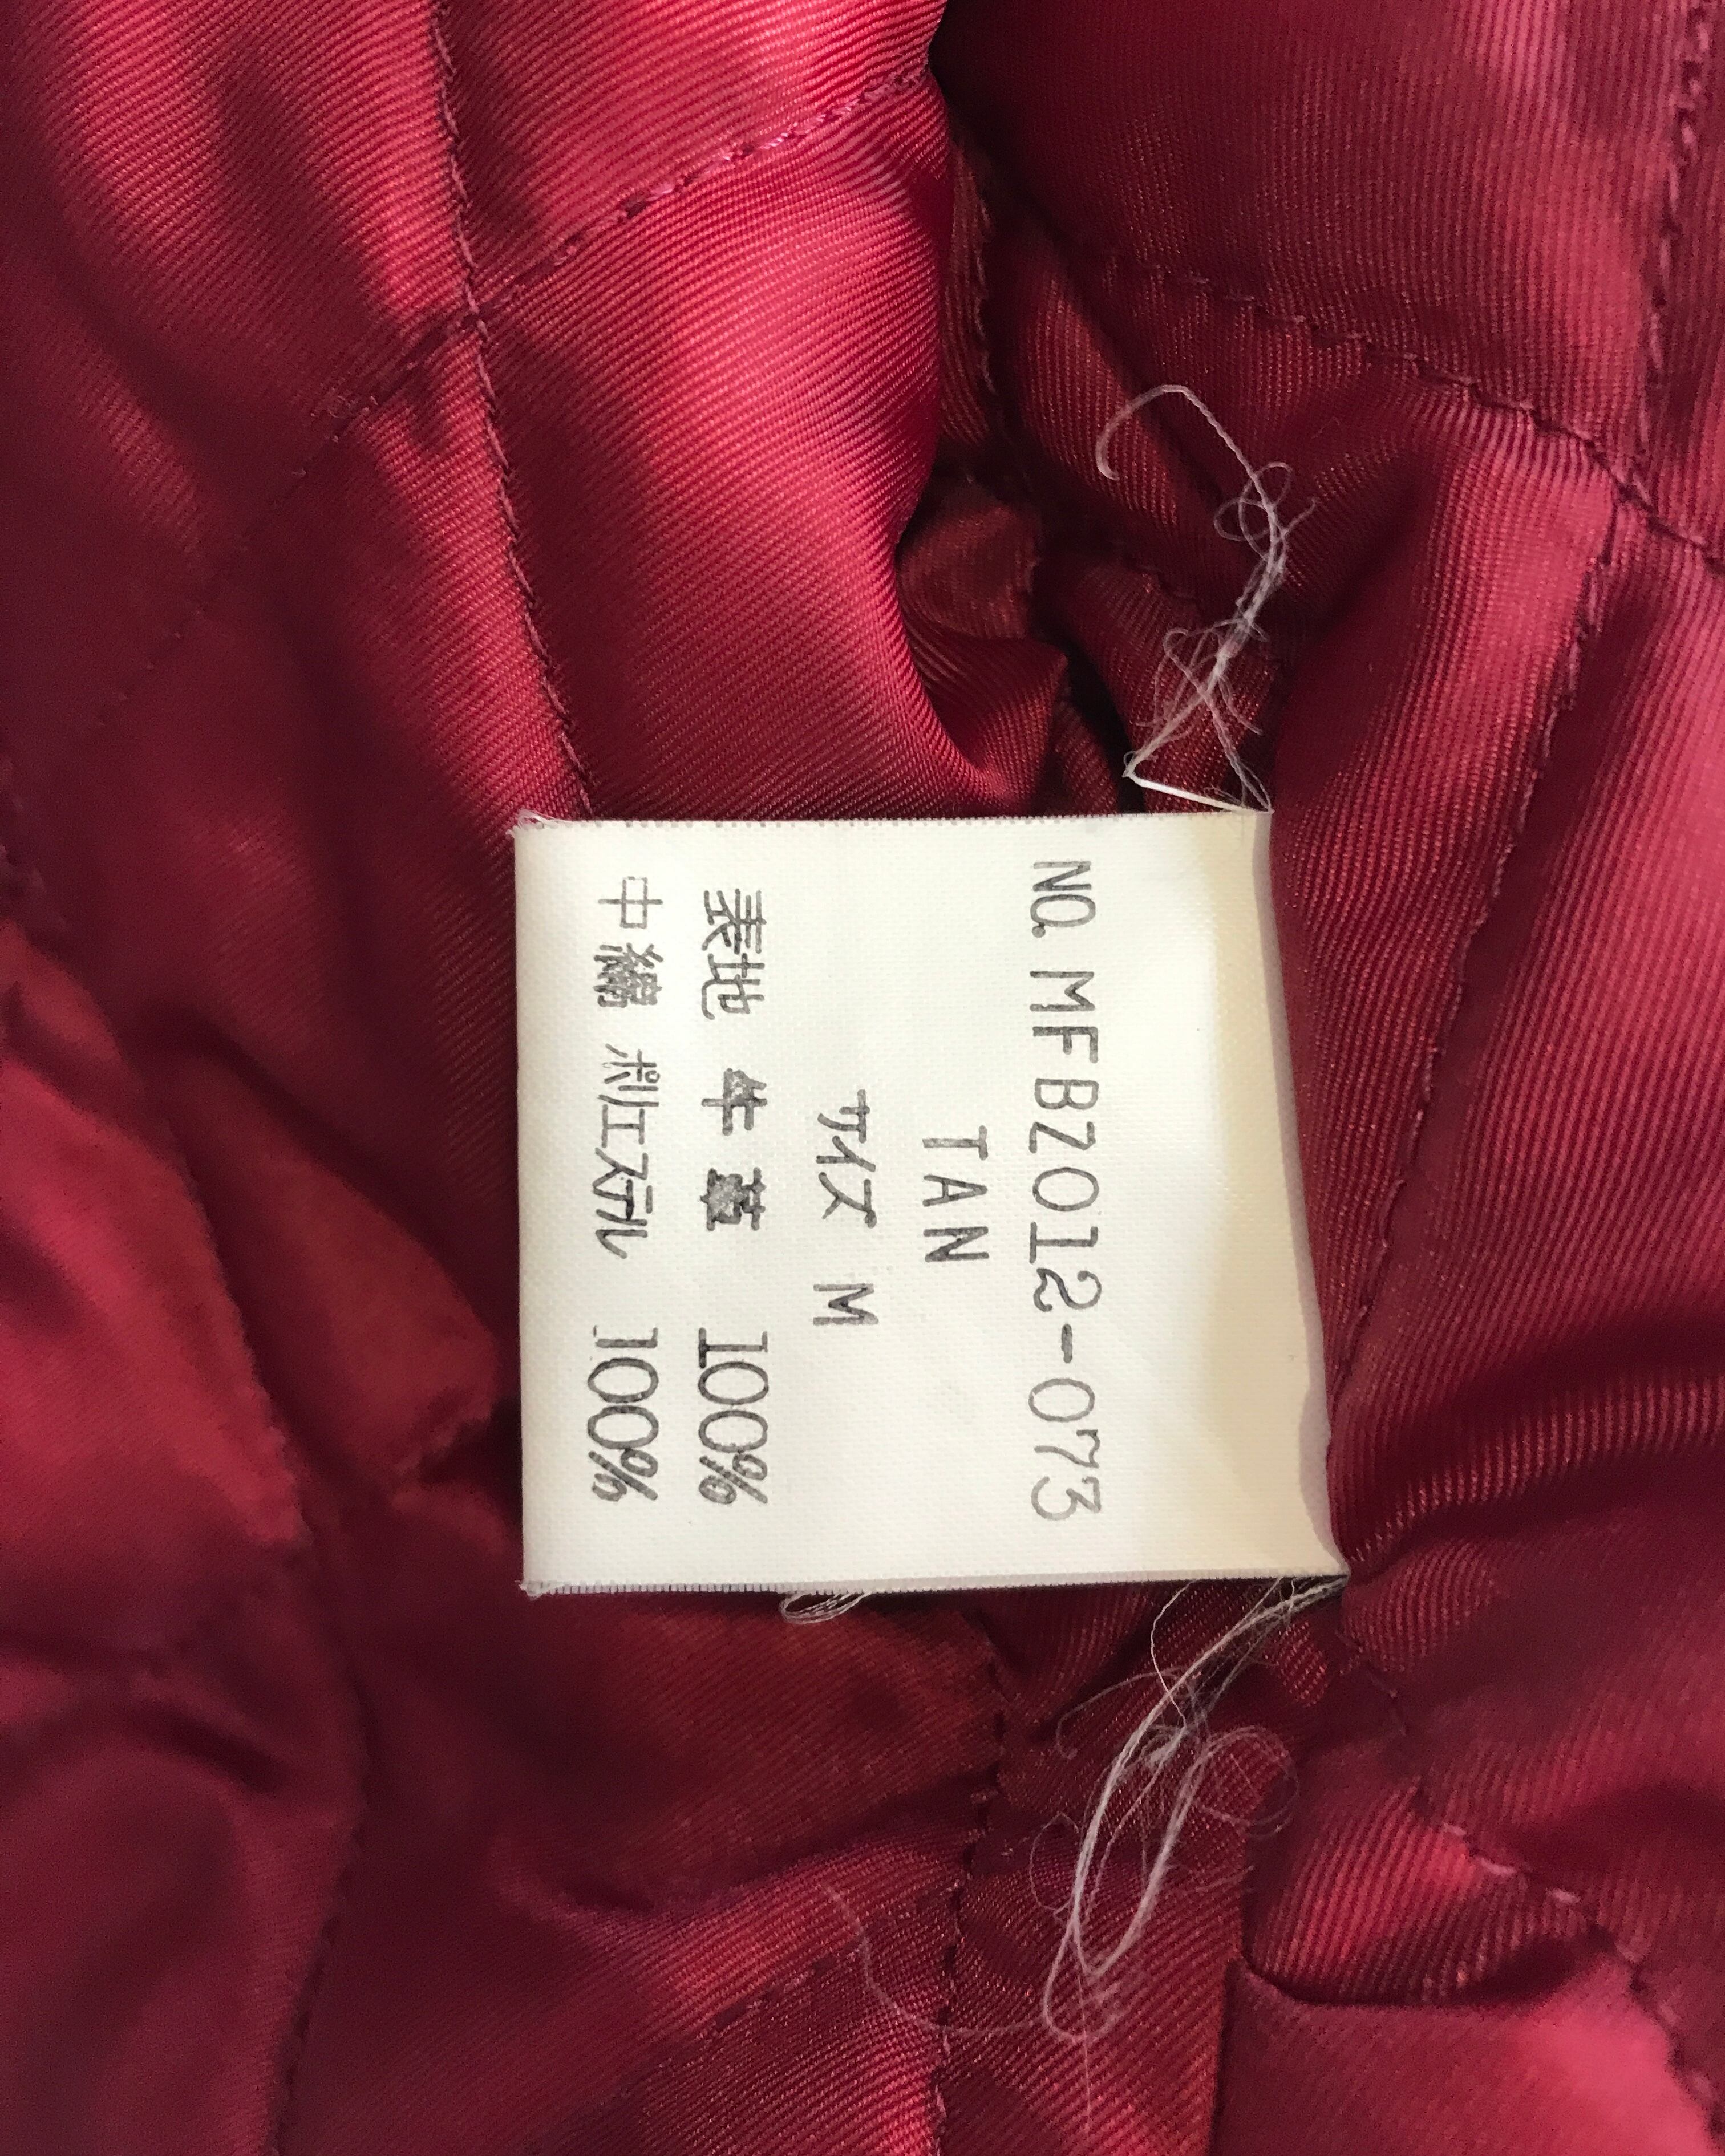 NO. MFBZ012-073
TAN
サイズ M
表地 牛革 100%
中綿 ポリエステル 100%